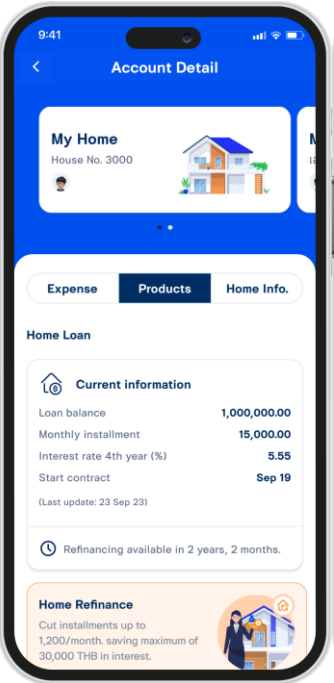 9:41
Account Detail
My Home
House No. 3000
Expense
Products
Home Info.
Home Loan
Current information
Loan balance 1,000,000.00
Monthly installment 15,000.00
Interest rate 4th year (%) 5.55
Start contract Sep 19
(Last update: 23 Sep 23)
Refinancing available in 2 years, 2 months.
Home Refinance
Cut installments up to
1,200/month. saving maximum of
30,000 THB in interest.